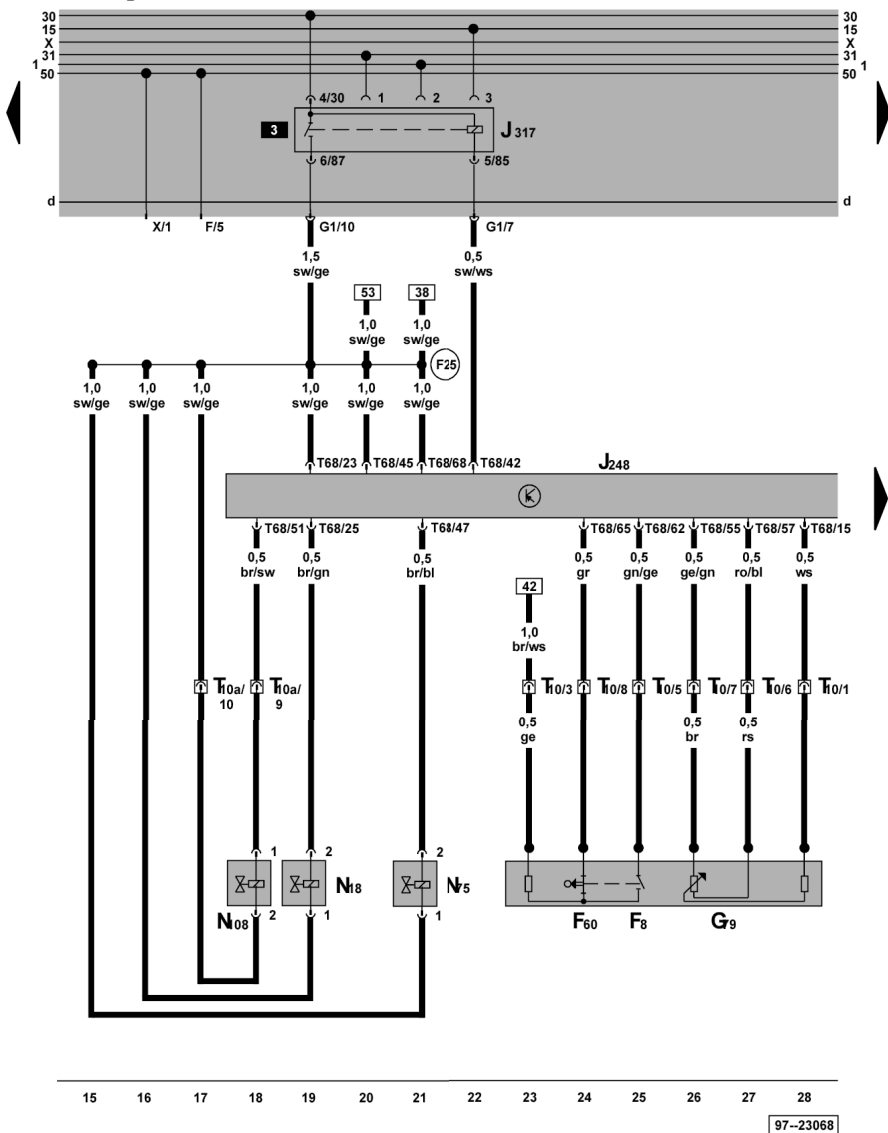 30 30
15 15
X X
31 31
1 1
50 50
4/30 1 2 3
3 J317
6/87 5/85
d d
X/1 F/5 G1/10 G1/7
1,5 0,5
sw/ge sw/ws
53 38
1,0 1,0
sw/ge sw/ge
F25
1,0 1,0 1,0 1,0 1,0 1,0
sw/ge sw/ge sw/ge sw/ge sw/ge sw/ge
T68/23 T68/45 T68/68 T68/42 J248
T68/51 T68/25 T68/47 T68/65 T68/62 T68/55 T68/57 T68/15
0,5 0,5 0,5 0,5 0,5 0,5 0,5 0,5
br/sw br/gn br/bl gr gn/ge ge/gn ro/bl ws
42
1,0
br/ws
T10a/ T10a/ T10/3 T10/8 T10/5 T10/7 T10/6 T10/1
10 9
0,5 0,5 0,5
ge br rs
1 2 2
N18 N75
N108 2 1 1 F60 F8 G79
15 16 17 18 19 20 21 22 23 24 25 26 27 28
97--23068